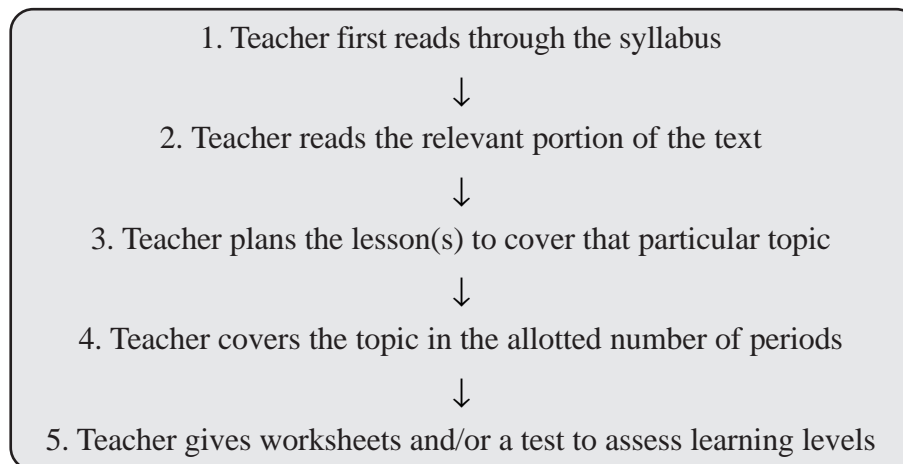 1. Teacher first reads through the syllabus
↓
2. Teacher reads the relevant portion of the text
↓
3. Teacher plans the lesson(s) to cover that particular topic
↓
4. Teacher covers the topic in the allotted number of periods
↓
5. Teacher gives worksheets and/or a test to assess learning levels